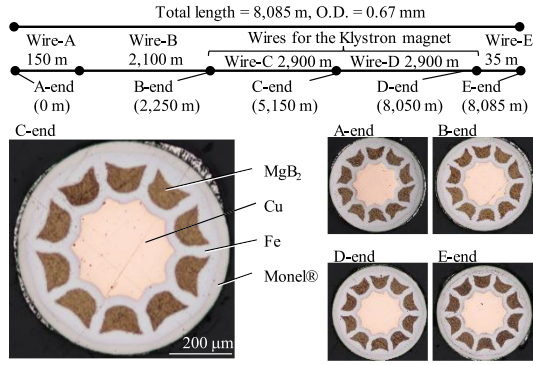 Total length = 8,085 m, O.D. = 0.67 mm
Wire-A
150 m
Wire-B
2,100 m
Wires for the Klystron magnet
Wire-C 2,900 m
Wire-D 2,900 m
Wire-E
35 m
A-end
(0 m)
B-end
(2,250 m)
C-end
(5,150 m)
D-end
(8,050 m)
E-end
(8,085 m)
C-end
MgB₂
Cu
Fe
Monel®
200 μm
A-end
B-end
D-end
E-end